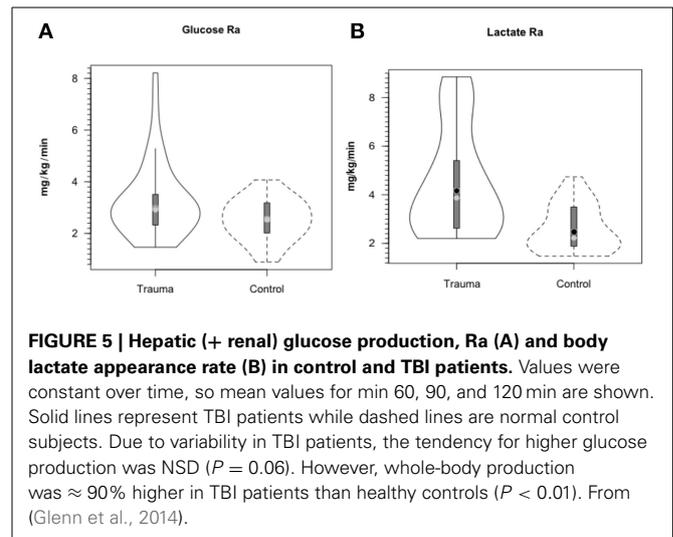 A
Glucose Ra
mg/kg/min
8
6
4
2
Trauma
Control
B
Lactate Ra
mg/kg/min
8
6
4
2
Trauma
Control
FIGURE 5 | Hepatic (+ renal) glucose production, Ra (A) and body
lactate appearance rate (B) in control and TBI patients. Values were
constant over time, so mean values for min 60, 90, and 120 min are shown.
Solid lines represent TBI patients while dashed lines are normal control
subjects. Due to variability in TBI patients, the tendency for higher glucose
production was NSD (P = 0.06). However, whole-body production
was ≈ 90% higher in TBI patients than healthy controls (P < 0.01). From
(Glenn et al., 2014).